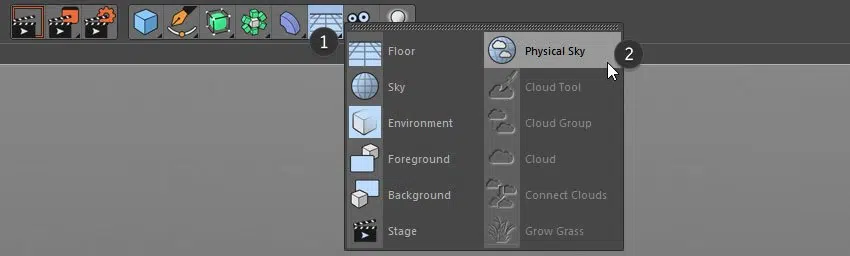 1
2
Floor
Sky
Environment
Foreground
Background
Stage
Physical Sky
Cloud Tool
Cloud Group
Cloud
Connect Clouds
Grow Grass